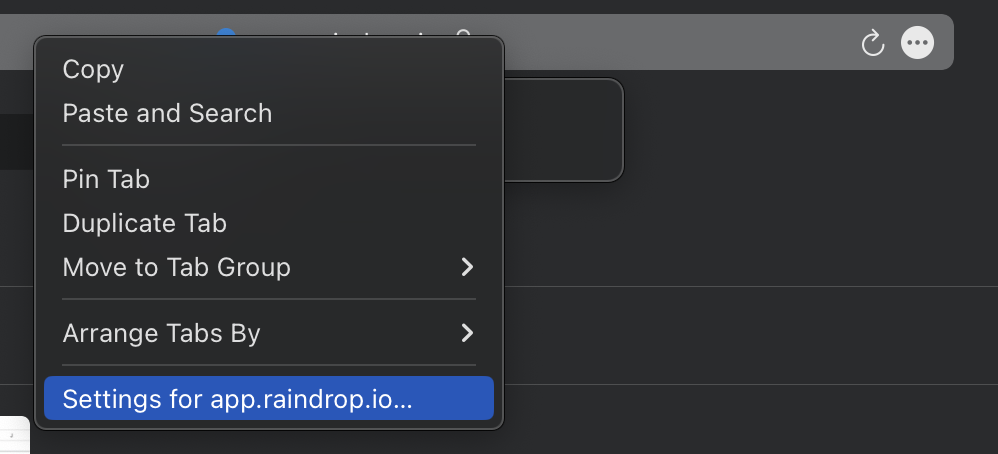 Copy
Paste and Search
Pin Tab
Duplicate Tab
Move to Tab Group
Arrange Tabs By
Settings for app.raindrop.io...